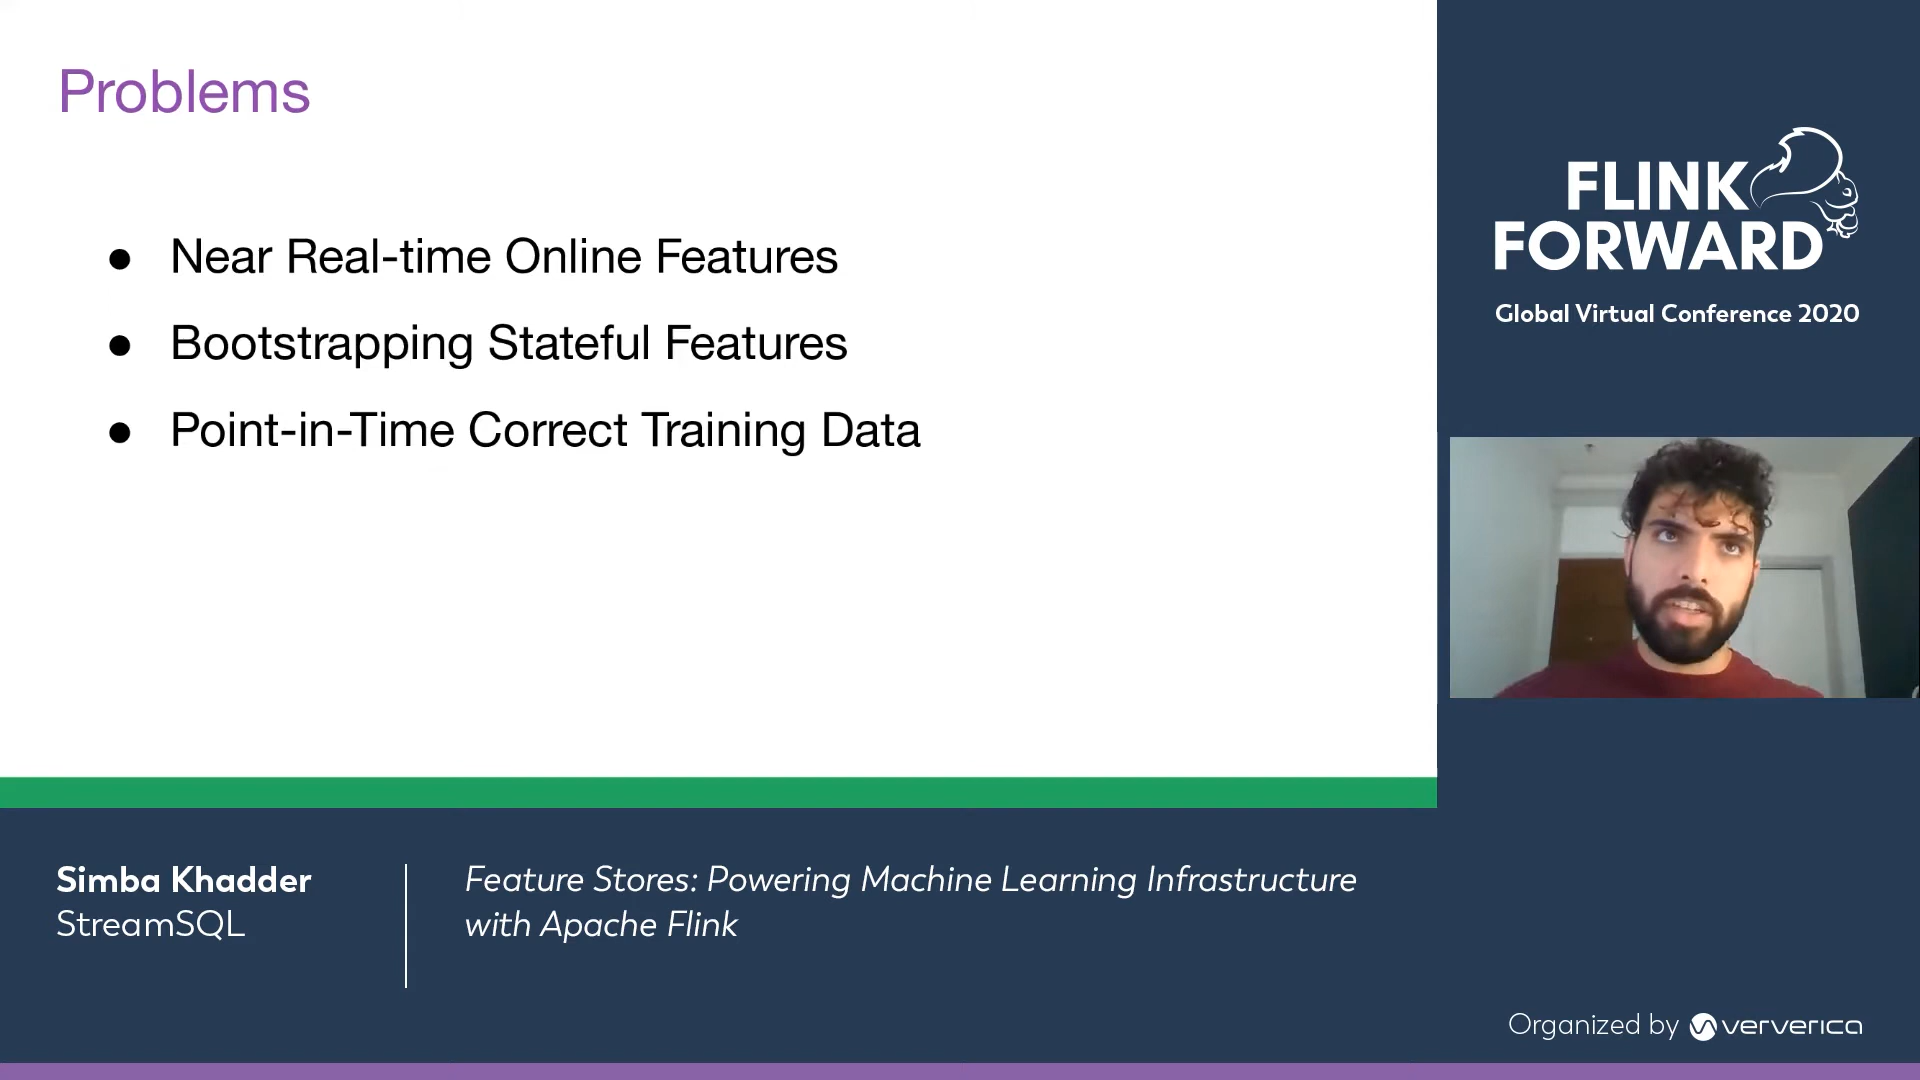 Problems
● Near Real-time Online Features
● Bootstrapping Stateful Features
● Point-in-Time Correct Training Data
FLINK
FORWARD
Global Virtual Conference 2020
Simba Khadder
StreamSQL
Feature Stores: Powering Machine Learning Infrastructure
with Apache Flink
Organized by ververica